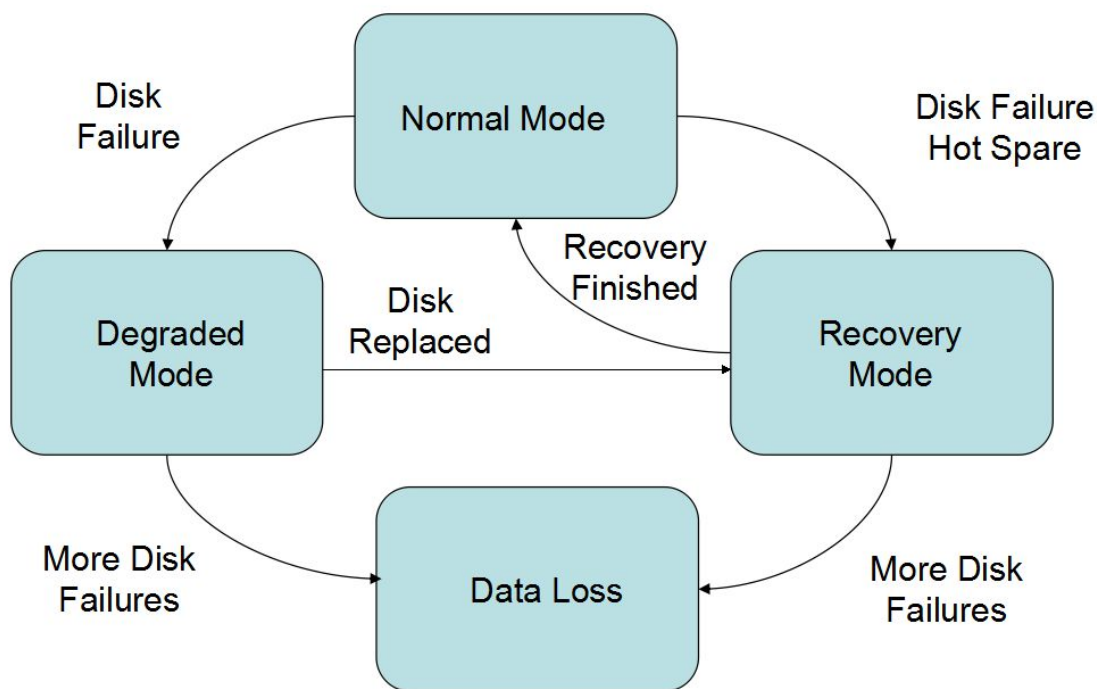 Normal Mode
Disk
Failure
Disk Failure
Hot Spare
Recovery
Finished
Degraded
Mode
Disk
Replaced
Recovery
Mode
More Disk
Failures
Data Loss
More Disk
Failures